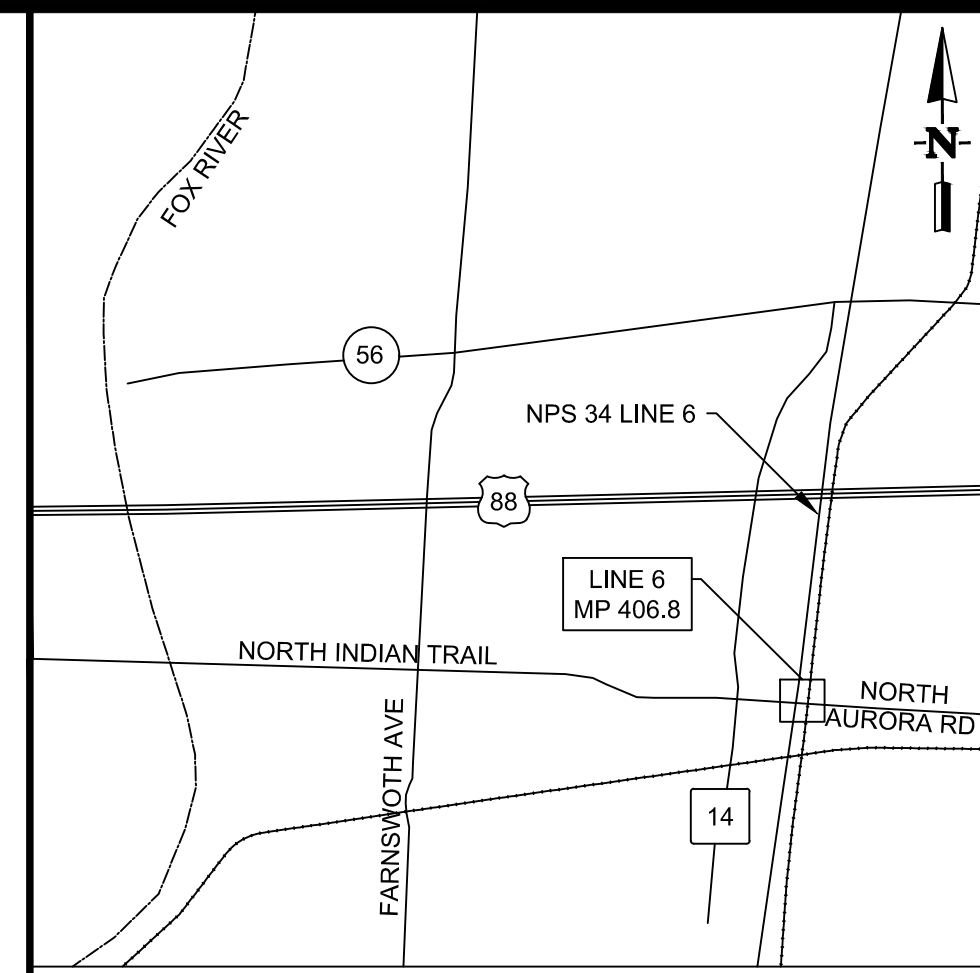 N
FOX RIVER
56
NPS 34 LINE 6
88
LINE 6
MP 406.8
NORTH INDIAN TRAIL
NORTH
AURORA RD
FARNSWOTH AVE
14